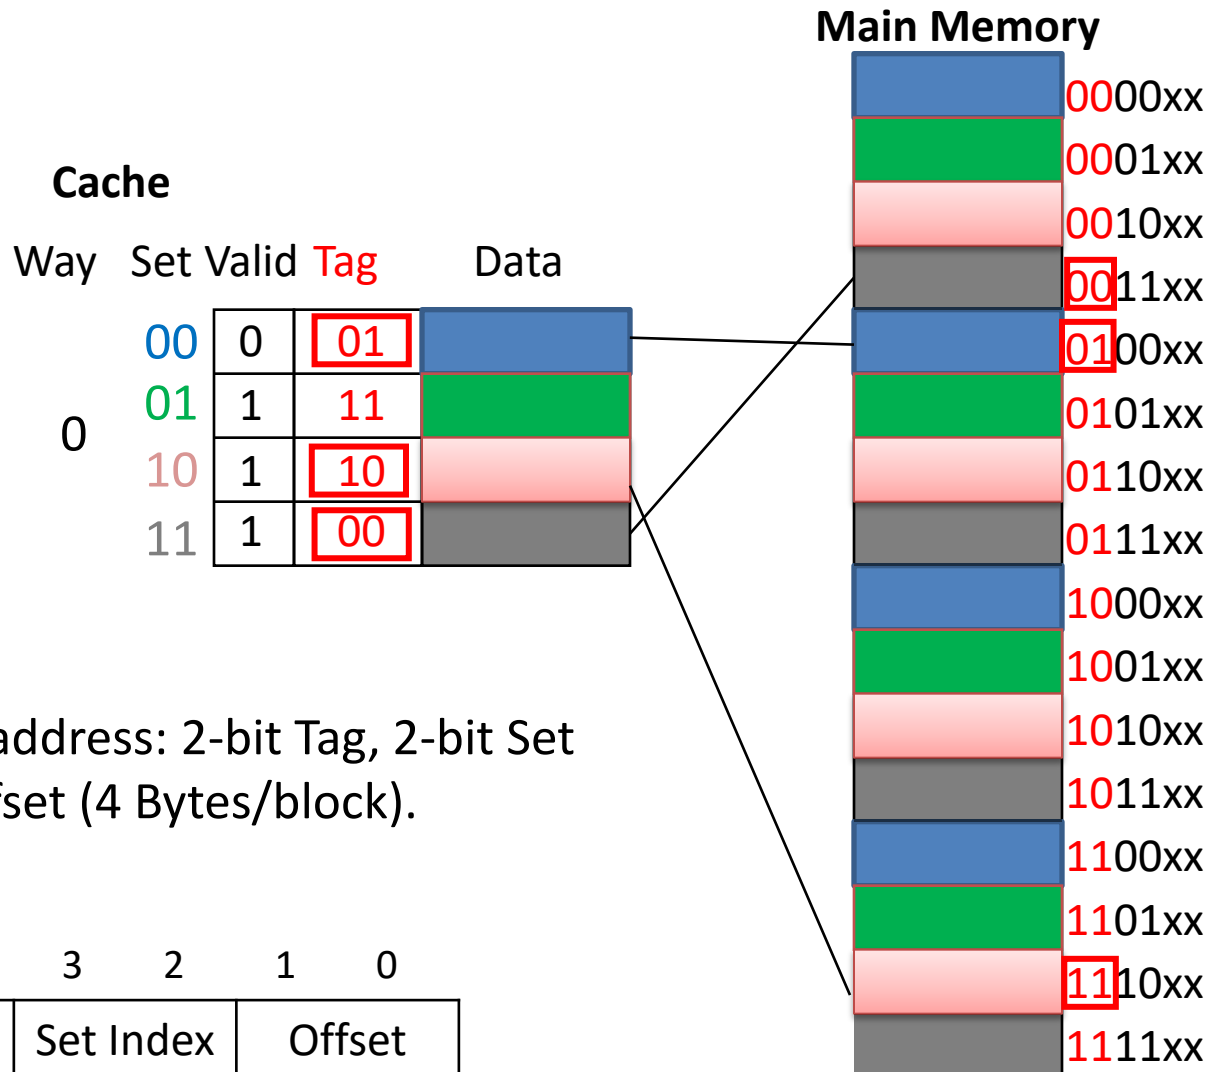 Main Memory
Cache
Way Set Valid Tag Data
0
00 0 01
01 1 11
10 1 10
11 1 00
0000xx
0001xx
0010xx
0011xx
0100xx
0101xx
0110xx
0111xx
1000xx
1001xx
1010xx
1011xx
1100xx
1101xx
1110xx
1111xx
address: 2-bit Tag, 2-bit Set
(4 Bytes/block).
3 2 1 0
Set Index Offset